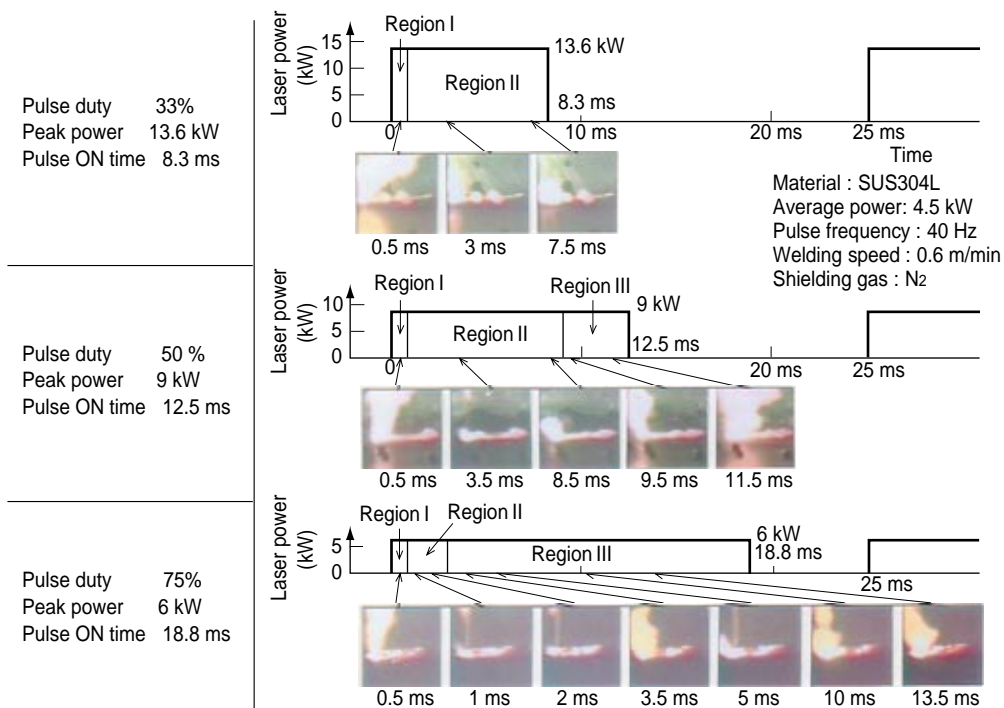 Pulse duty 33%
Peak power 13.6 kW
Pulse ON time 8.3 ms
Region I
Laser power
(kW)
15
10
5
0
13.6 kW
Region II
8.3 ms
0
10 ms
20 ms
25 ms
Time
0.5 ms
3 ms
7.5 ms
Material : SUS304L
Average power: 4.5 kW
Pulse frequency : 40 Hz
Welding speed : 0.6 m/min
Shielding gas : N2
Pulse duty 50 %
Peak power 9 kW
Pulse ON time 12.5 ms
Region I
Region III
Laser power
(kW)
10
5
0
9 kW
Region II
12.5 ms
0
20 ms
25 ms
0.5 ms
3.5 ms
8.5 ms
9.5 ms
11.5 ms
Pulse duty 75%
Peak power 6 kW
Pulse ON time 18.8 ms
Region I
Region II
Laser power
(kW)
5
0
6 kW
Region III
18.8 ms
25 ms
0.5 ms
1 ms
2 ms
3.5 ms
5 ms
10 ms
13.5 ms